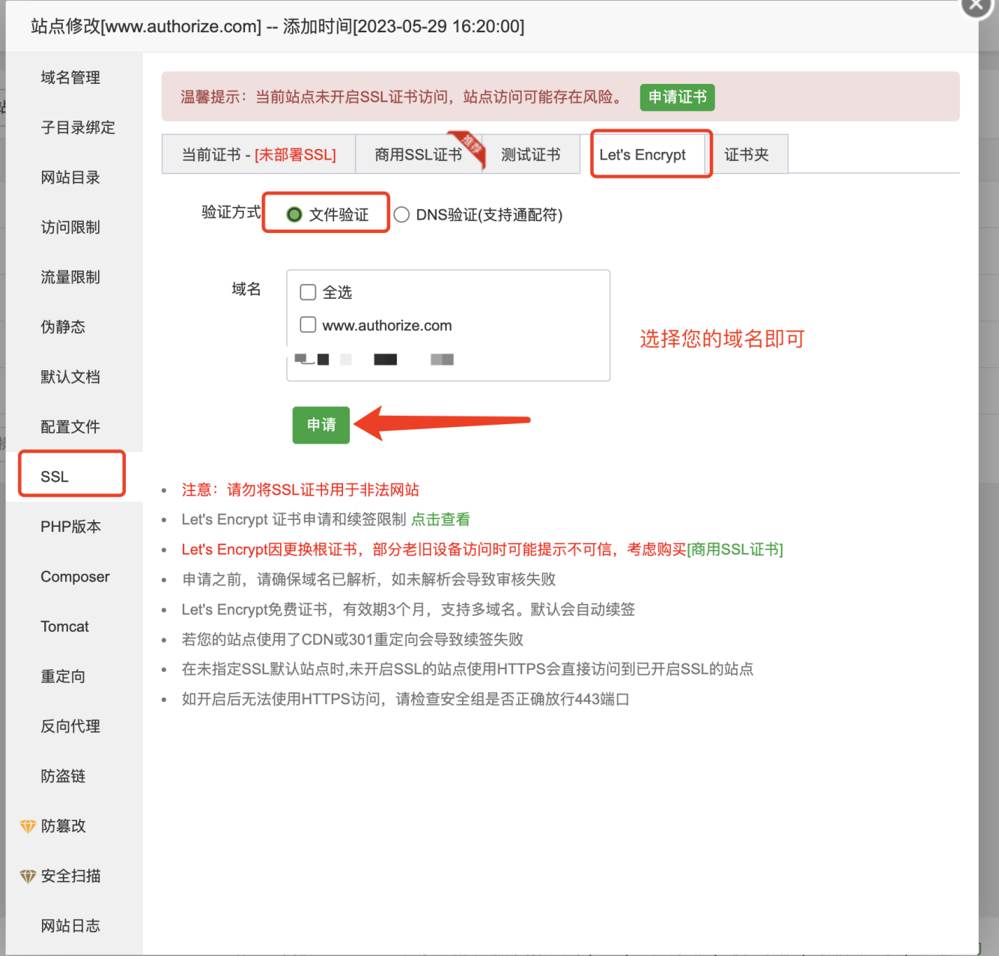 站点修改[www.authorize.com] -- 添加时间[2023-05-29 16:20:00]
域名管理
子目录绑定
网站目录
访问限制
流量限制
伪静态
默认文档
配置文件
SSL
PHP版本
Composer
Tomcat
重定向
反向代理
防盗链
防篡改
安全扫描
网站日志
温馨提示：当前站点未开启SSL证书访问，站点访问可能存在风险。 申请证书
当前证书 - [未部署SSL] 商用SSL证书 推荐 测试证书 Let's Encrypt 证书夹
验证方式 文件验证 DNS验证(支持通配符)
域名 全选
www.authorize.com
选择您的域名即可
申请
注意：请勿将SSL证书用于非法网站
Let's Encrypt 证书申请和续签限制 点击查看
Let's Encrypt因更换根证书，部分老旧设备访问时可能提示不可信，考虑购买[商用SSL证书]
申请之前，请确保域名已解析，如未解析会导致审核失败
Let's Encrypt免费证书，有效期3个月，支持多域名。默认会自动续签
若您的站点使用了CDN或301重定向会导致续签失败
在未指定SSL默认站点时,未开启SSL的站点使用HTTPS会直接访问到已开启SSL的站点
如开启后无法使用HTTPS访问，请检查安全组是否正确放行443端口